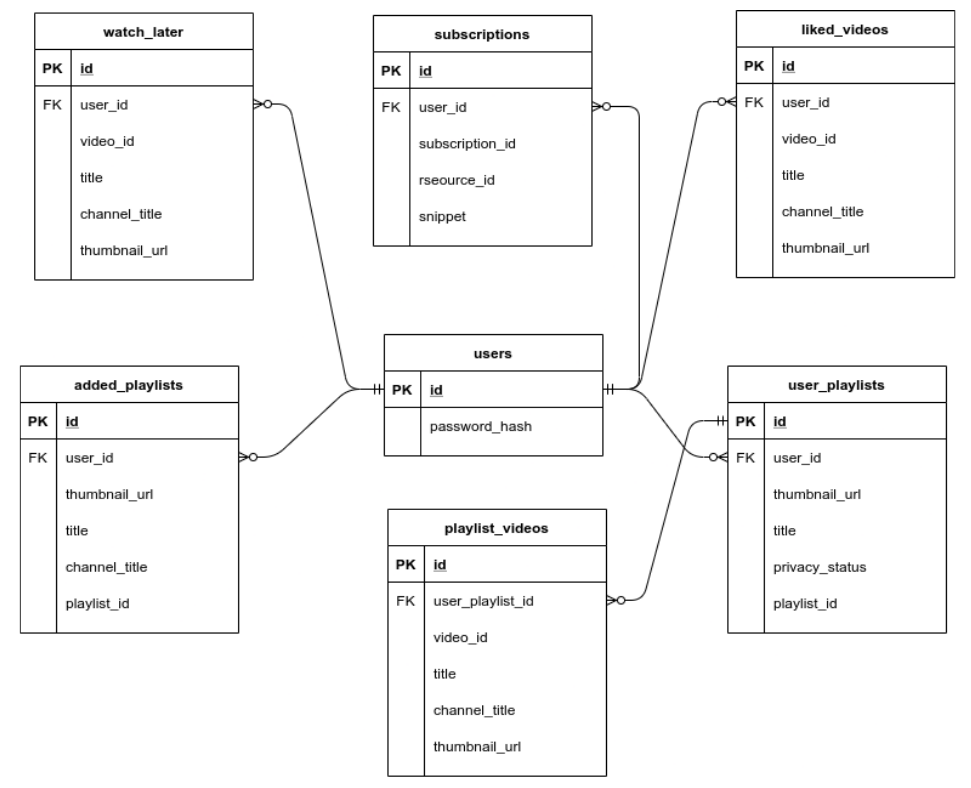 watch_later
PK id
FK user_id
video_id
title
channel_title
thumbnail_url
subscriptions
PK id
FK user_id
subscription_id
rseource_id
snippet
liked_videos
PK id
FK user_id
video_id
title
channel_title
thumbnail_url
users
PK id
password_hash
added_playlists
PK id
FK user_id
thumbnail_url
title
channel_title
playlist_id
user_playlists
PK id
FK user_id
thumbnail_url
title
privacy_status
playlist_id
playlist_videos
PK id
FK user_playlist_id
video_id
title
channel_title
thumbnail_url